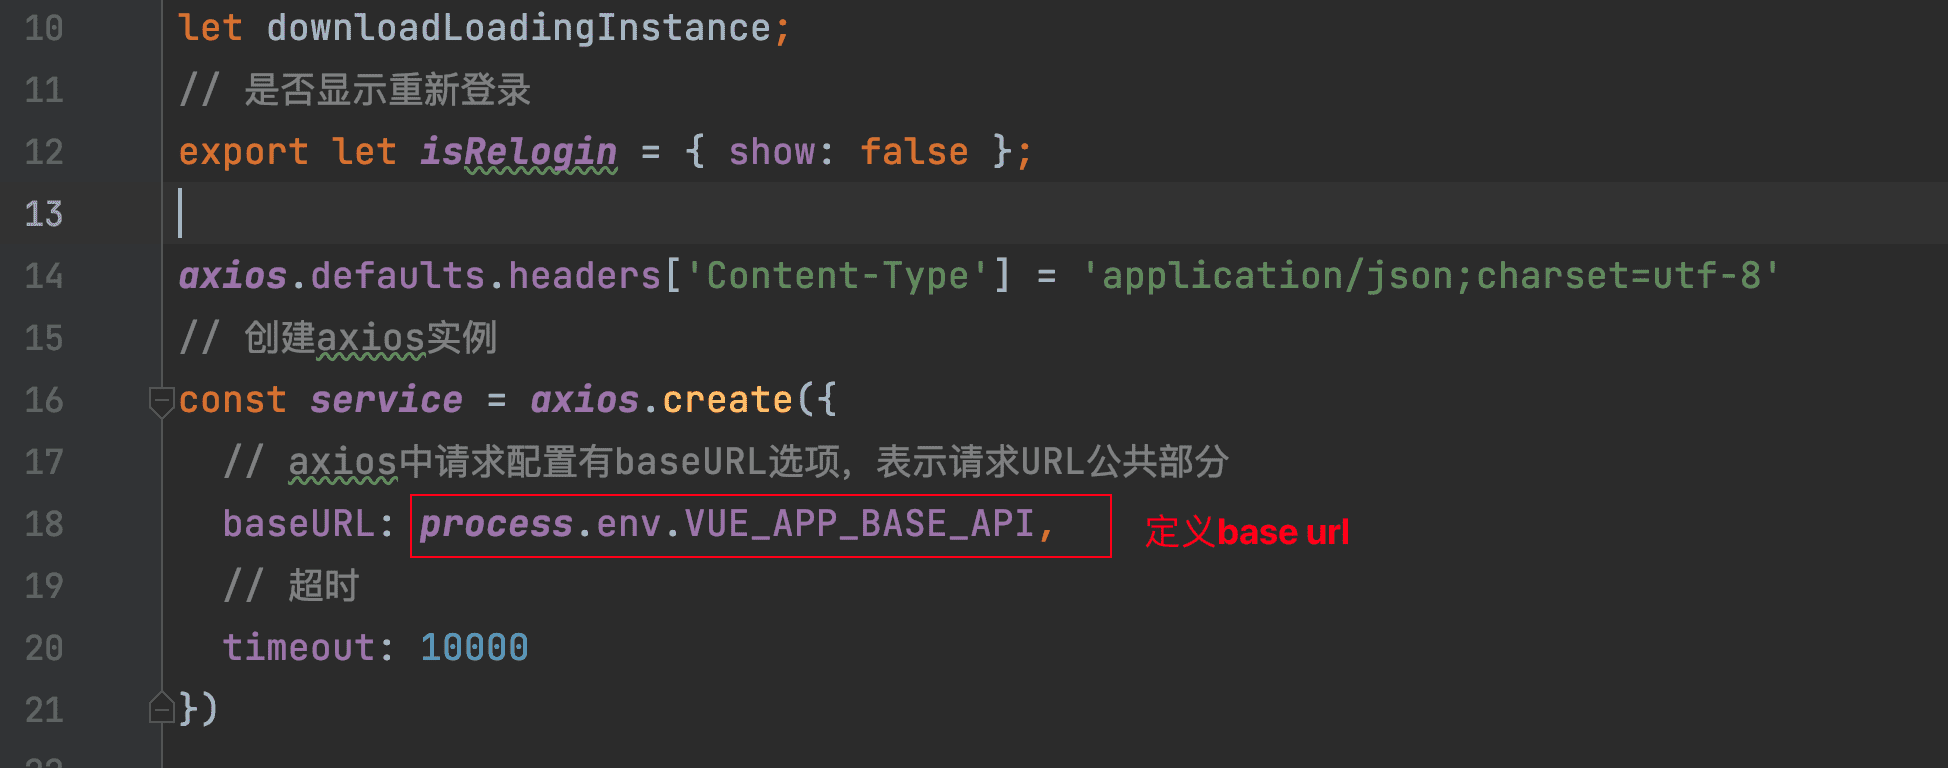 10 let downloadLoadingInstance;
11 // 是否显示重新登录
12 export let isRelogin = { show: false };
13
14 axios.defaults.headers['Content-Type'] = 'application/json;charset=utf-8'
15 // 创建axios实例
16 const service = axios.create({
17 // axios中请求配置有baseURL选项，表示请求URL公共部分
18 baseURL: process.env.VUE_APP_BASE_API, 定义base url
19 // 超时
20 timeout: 10000
21 })